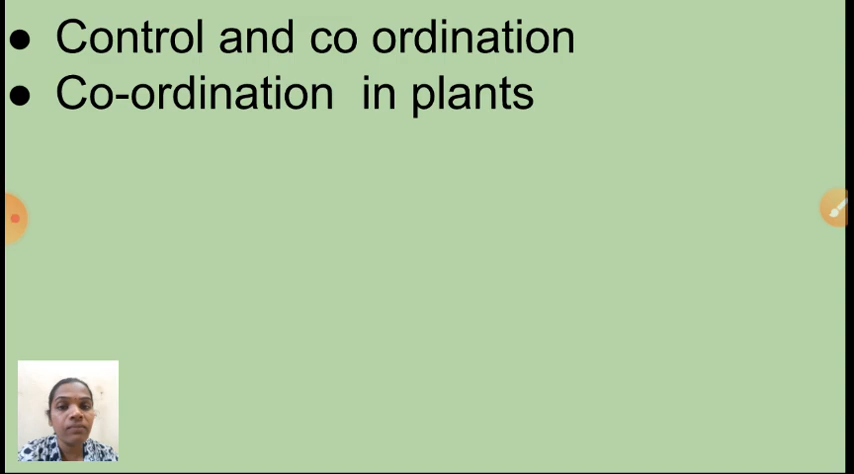 ● Control and co ordination
● Co-ordination in plants